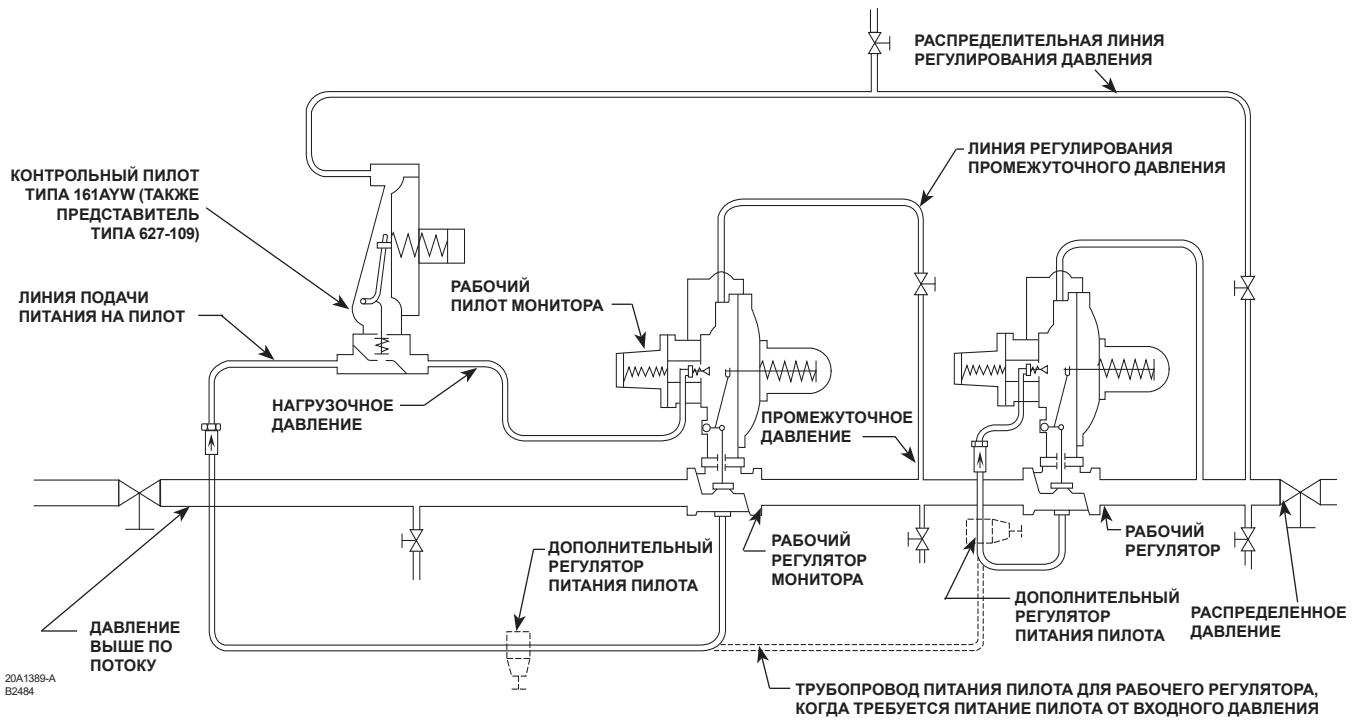 РАСПРЕДЕЛИТЕЛЬНАЯ ЛИНИЯ
РЕГУЛИРОВАНИЯ ДАВЛЕНИЯ
ЛИНИЯ РЕГУЛИРОВАНИЯ
ПРОМЕЖУТОЧНОГО ДАВЛЕНИЯ
КОНТРОЛЬНЫЙ ПИЛОТ
ТИПА 161AYW (ТАКЖЕ
ПРЕДСТАВИТЕЛЬ
ТИПА 627-109)
РАБОЧИЙ
ПИЛОТ МОНИТОРА
ЛИНИЯ ПОДАЧИ
ПИТАНИЯ НА ПИЛОТ
НАГРУЗОЧНОЕ
ДАВЛЕНИЕ
ПРОМЕЖУТОЧНОЕ
ДАВЛЕНИЕ
ДОПОЛНИТЕЛЬНЫЙ
РЕГУЛЯТОР
ПИТАНИЯ ПИЛОТА
РАБОЧИЙ
РЕГУЛЯТОР
МОНИТОРА
РАБОЧИЙ
РЕГУЛЯТОР
ДОПОЛНИТЕЛЬНЫЙ
РЕГУЛЯТОР
ПИТАНИЯ ПИЛОТА
РАСПРЕДЕЛЕННОЕ
ДАВЛЕНИЕ
ДАВЛЕНИЕ
ВЫШЕ ПО
ПОТОКУ
20A1389-A
B2484
ТРУБОПРОВОД ПИТАНИЯ ПИЛОТА ДЛЯ РАБОЧЕГО РЕГУЛЯТОРА,
КОГДА ТРЕБУЕТСЯ ПИТАНИЕ ПИЛОТА ОТ ВХОДНОГО ДАВЛЕНИЯ